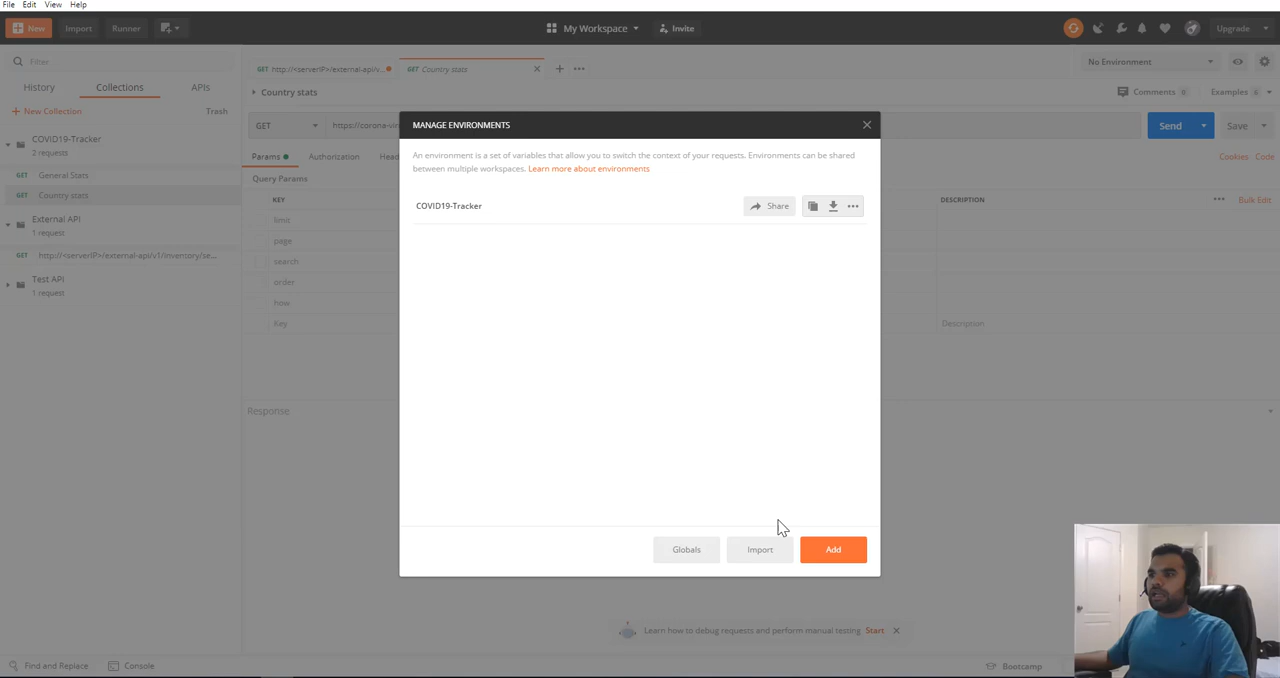 File Edit View Help
New Import Runner My Workspace Invite Upgrade
Filter
History Collections APIs
New Collection Trash
COVID19-Tracker
2 requests
GET General Stats
GET Country stats
External API
1 request
GET http://<serverIP>/external-api/v1/inventory/se...
Test API
1 request
GET http://<serverIP>/external-api/v... GET Country stats
No Environment
Country stats
Comments 0 Examples 6
GET https://corona-vir
Send Save
Params Authorization Head
Cookies Code
Query Params
KEY DESCRIPTION
Bulk Edit
limit
page
search
order
how
Key Description
Response
MANAGE ENVIRONMENTS
An environment is a set of variables that allow you to switch the context of your requests. Environments can be shared
between multiple workspaces. Learn more about environments
COVID19-Tracker Share
Globals Import Add
Learn how to debug requests and perform manual testing Start
Find and Replace Console Bootcamp